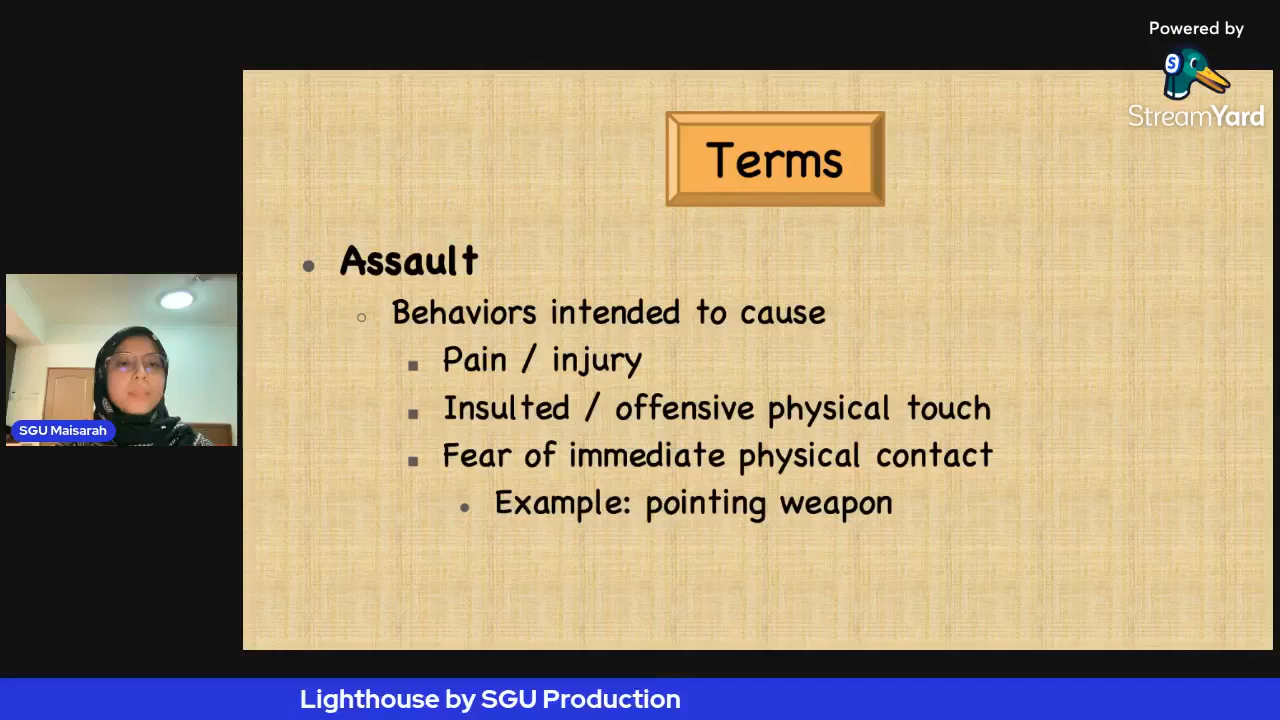 Powered by
StreamYard
Terms
Assault
Behaviors intended to cause
Pain / injury
Insulted / offensive physical touch
Fear of immediate physical contact
Example: pointing weapon
SGU Maisarah
Lighthouse by SGU Production